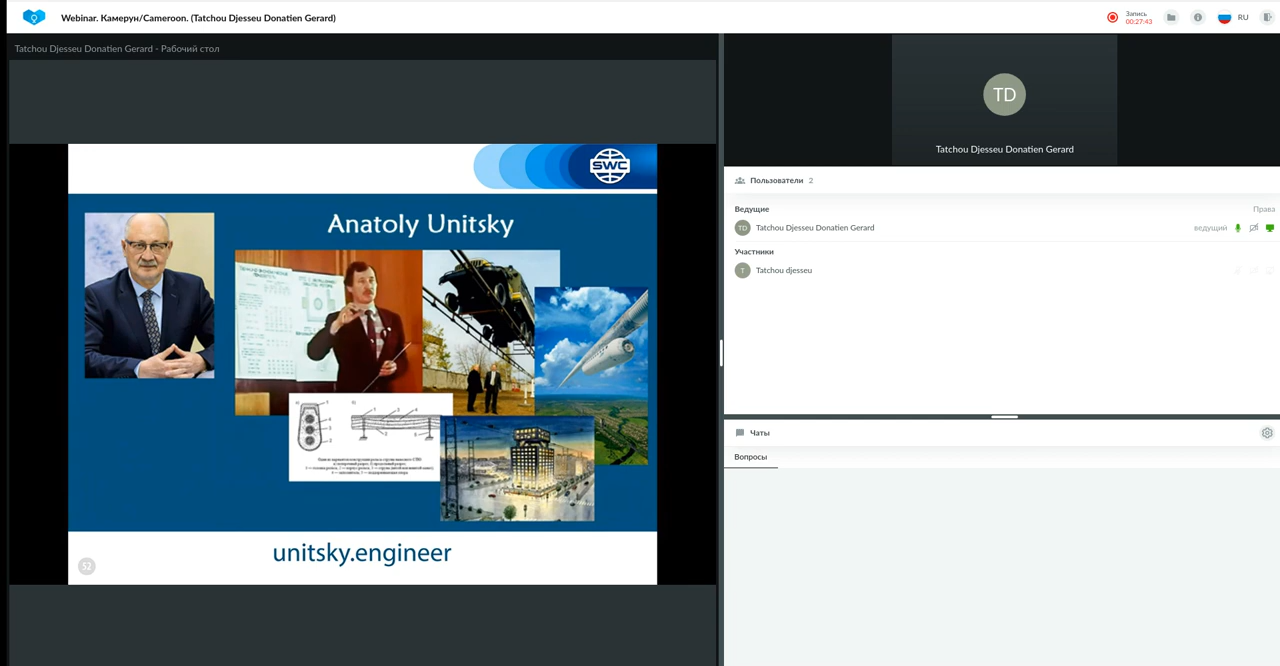 Webinar. Камерун/Cameroon. (Tatchou Djesseu Donatien Gerard)
Запись
00:27:43
RU
Tatchou Djesseu Donatien Gerard - Рабочий стол
SWC
Anatoly Unitsky
unitsky.engineer
52
TD
Tatchou Djesseu Donatien Gerard
Пользователи 2
Ведущие Права
TD Tatchou Djesseu Donatien Gerard ведущий
Участники
T Tatchou djesseu
Чаты
Вопросы